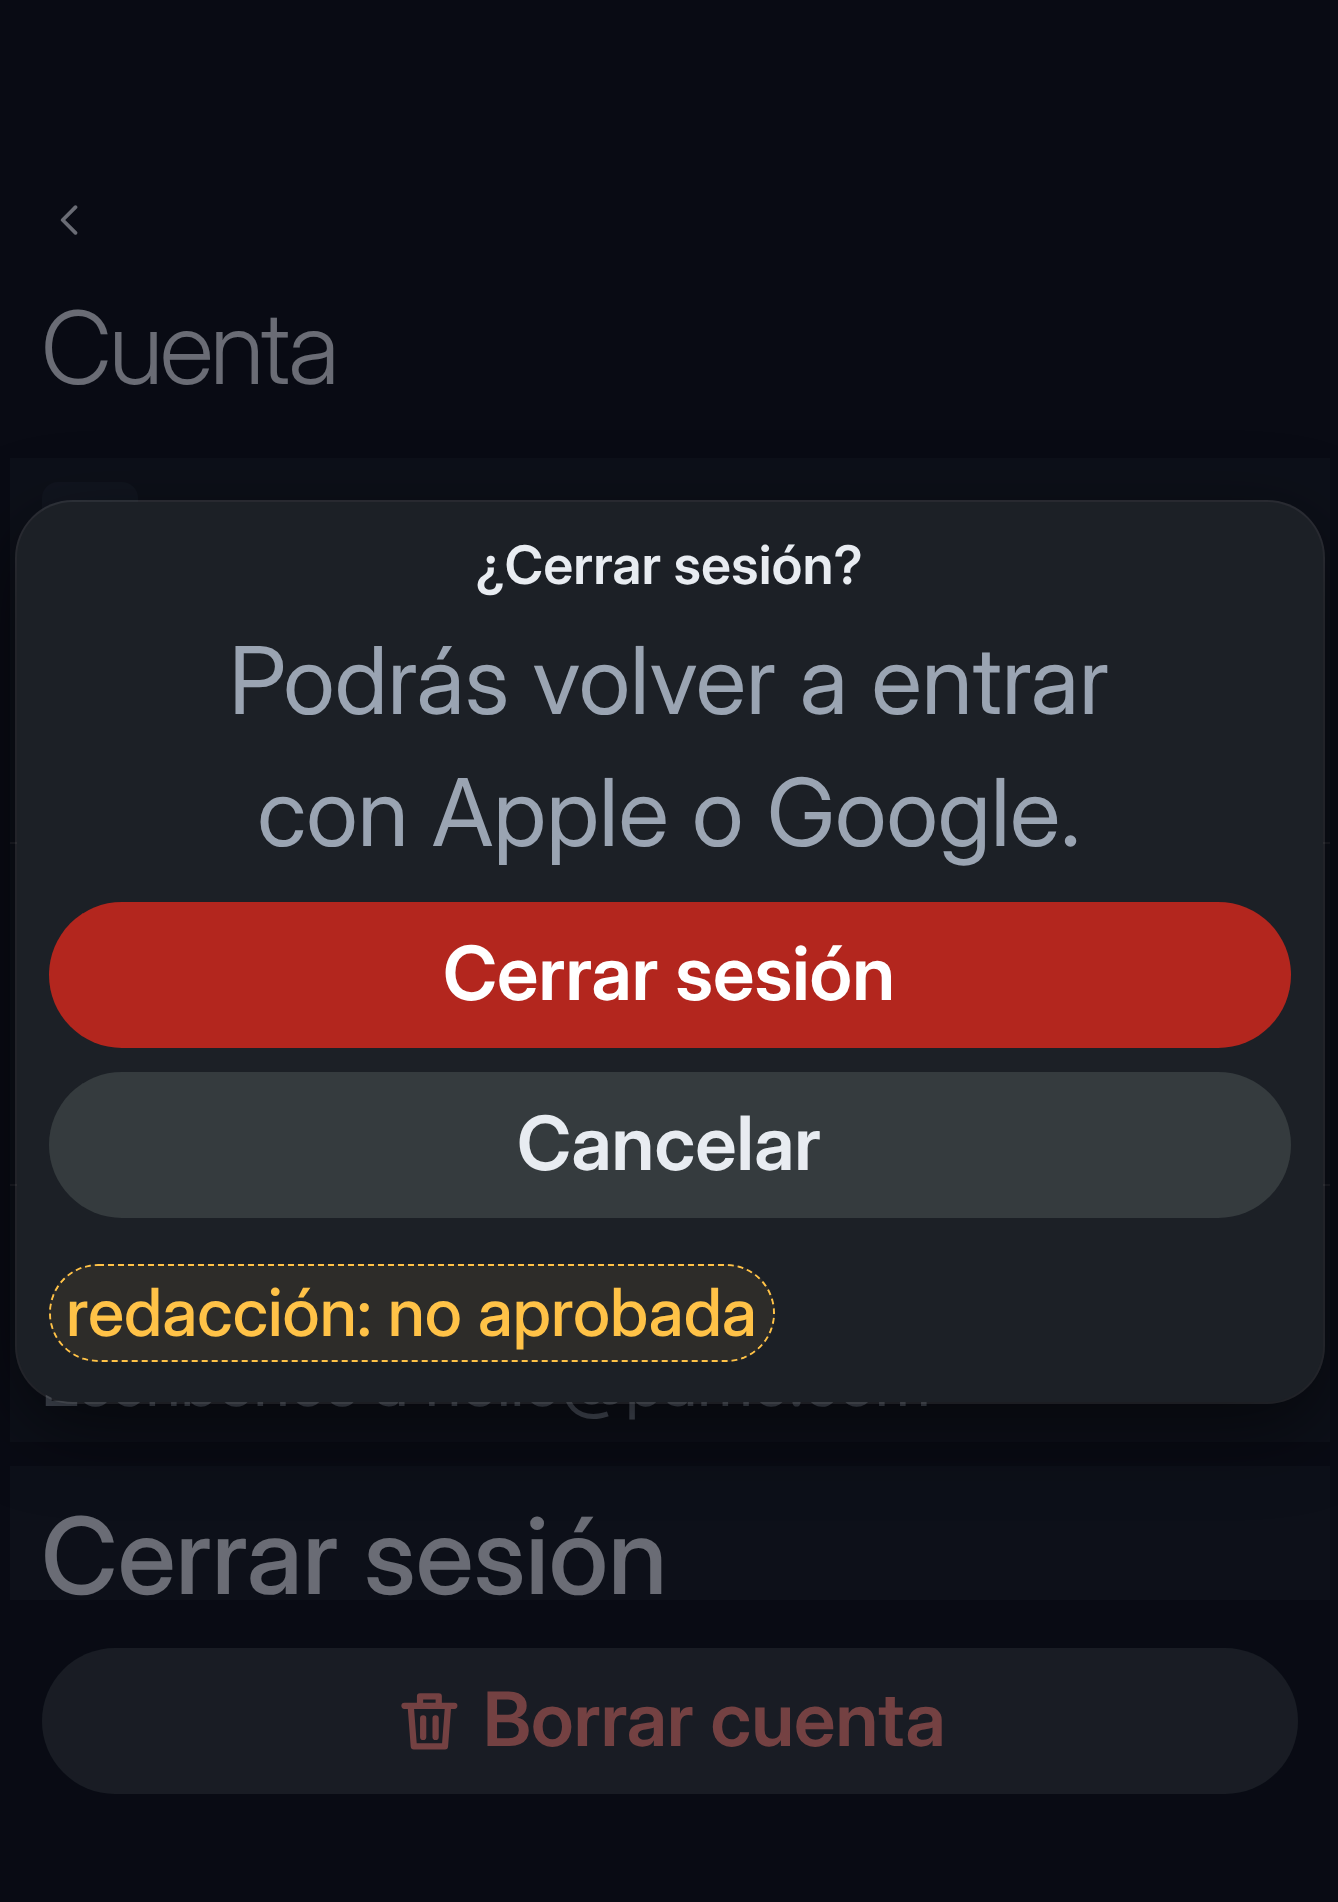 Cuenta
¿Cerrar sesión?
Podrás volver a entrar
con Apple o Google.
Cerrar sesión
Cancelar
redacción: no aprobada
Cerrar sesión
Borrar cuenta